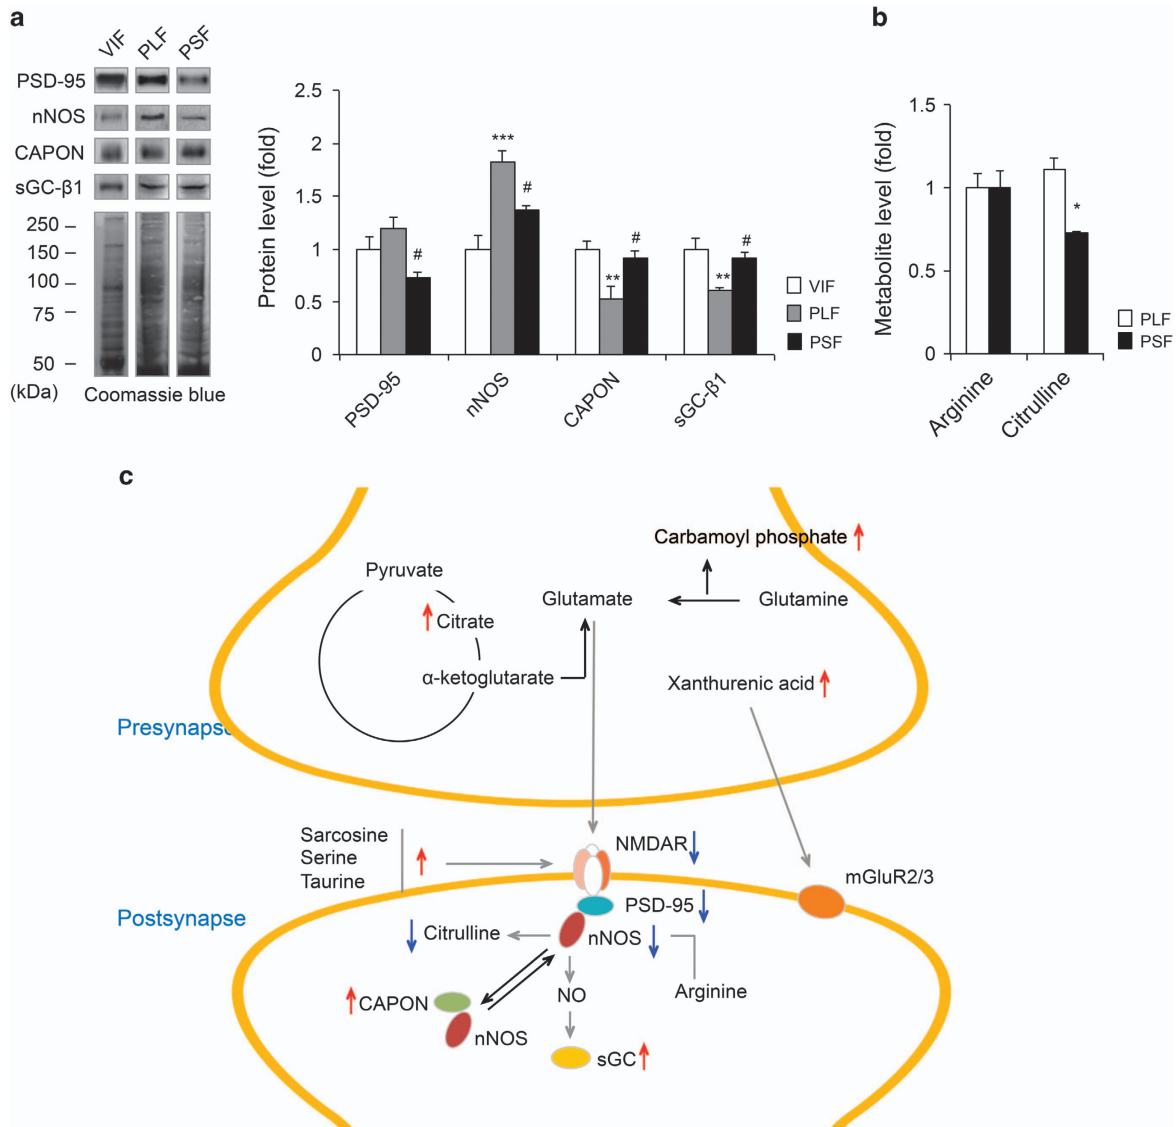 a
VIF PLF PSF
PSD-95
nNOS
CAPON
sGC-β1
250
150
100
75
50
(kDa)
Coomassie blue
Protein level (fold)
2.5
2
1.5
1
0.5
0
***
#
#
**
#
**
#
PSD-95
nNOS
CAPON
sGC-β1
VIF
PLF
PSF
b
Metabolite level (fold)
1.5
1
0.5
0
*
Arginine
Citrulline
PLF
PSF
c
Carbamoyl phosphate
Pyruvate
Glutamate
Glutamine
Citrate
α-ketoglutarate
Xanthurenic acid
Presynapse
Sarcosine
Serine
Taurine
NMDAR
mGluR2/3
Postsynapse
PSD-95
Citrulline
nNOS
CAPON
NO
Arginine
nNOS
sGC